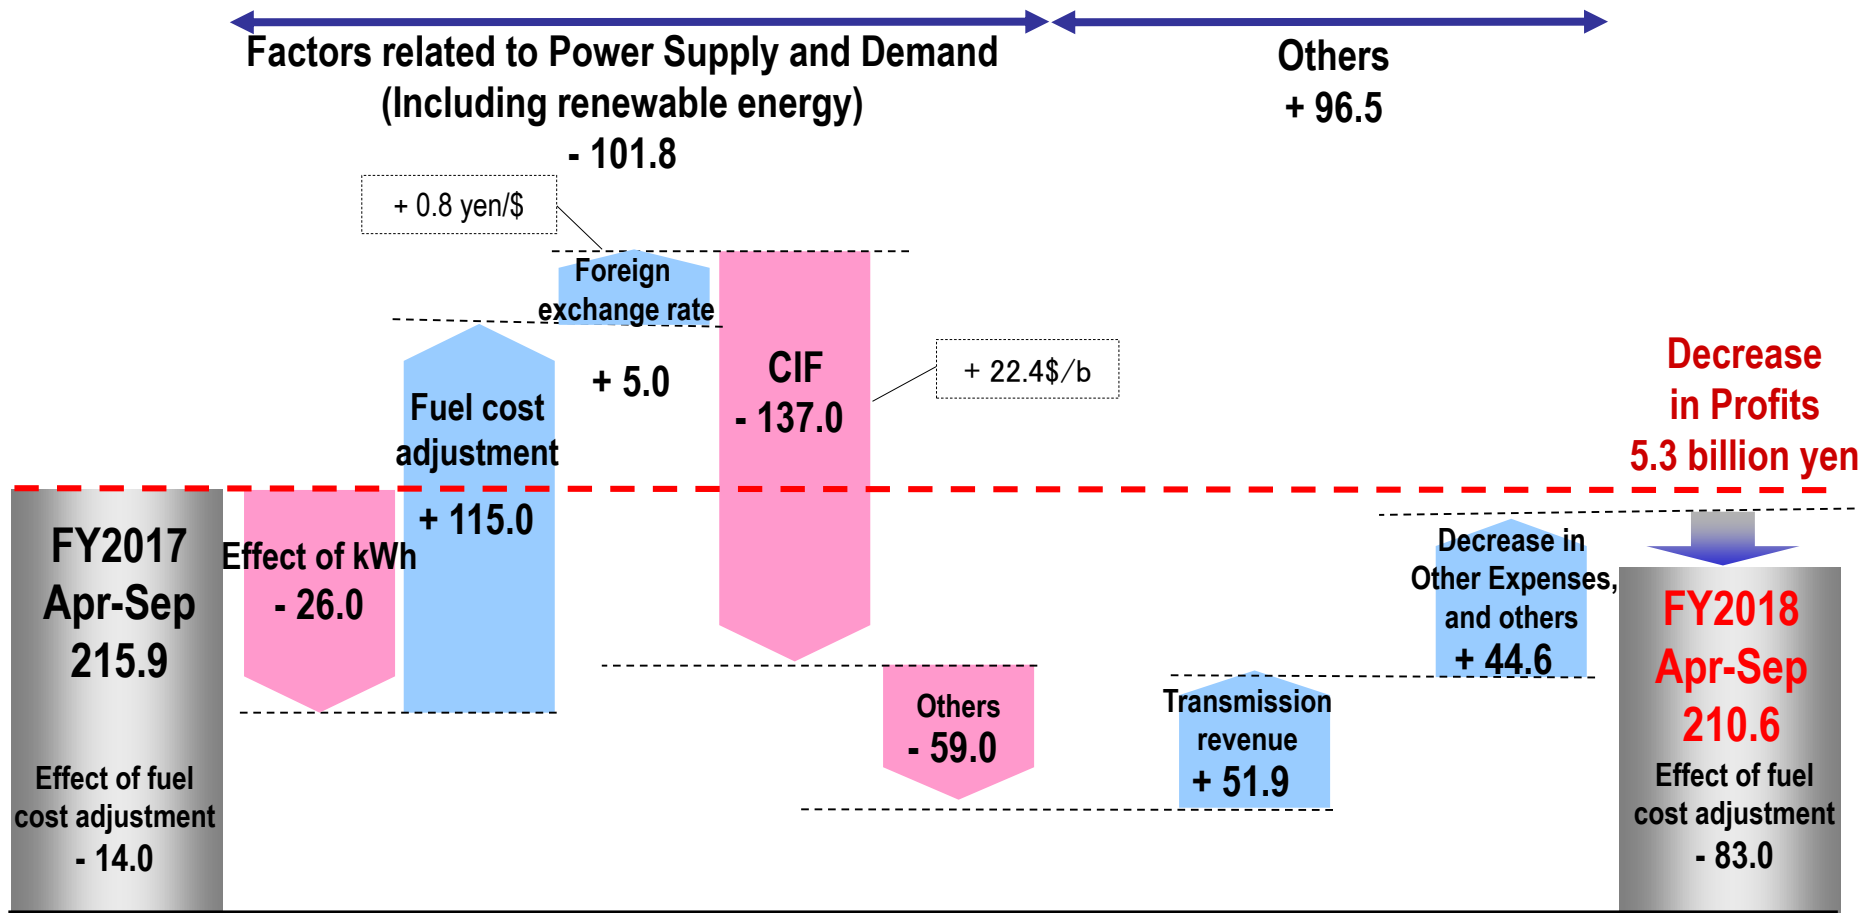 Factors related to Power Supply and Demand
(Including renewable energy)
- 101.8
Others
+ 96.5
+ 0.8 yen/$
Foreign
exchange rate
+ 5.0
CIF
- 137.0
+ 22.4$/b
Fuel cost
adjustment
+ 115.0
Decrease
in Profits
5.3 billion yen
FY2017
Apr-Sep
215.9
Effect of fuel
cost adjustment
- 14.0
Effect of kWh
- 26.0
Others
- 59.0
Transmission
revenue
+ 51.9
Decrease in
Other Expenses,
and others
+ 44.6
FY2018
Apr-Sep
210.6
Effect of fuel
cost adjustment
- 83.0